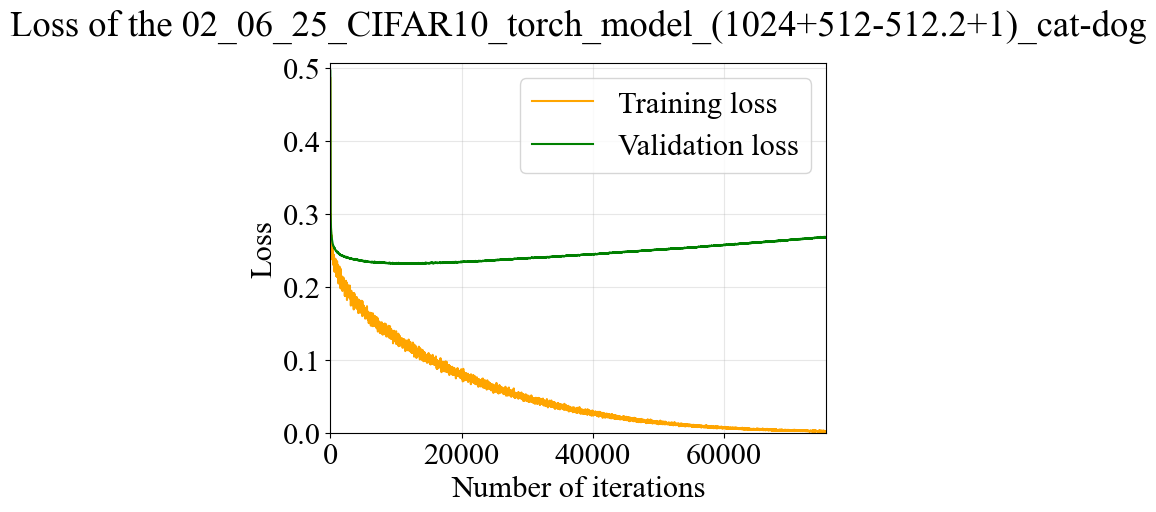 Loss of the 02_06_25_CIFAR10_torch_model_(1024+512-512.2+1)_cat-dog
0.5
Training loss
0.4
Validation loss
0.3
Loss
0.2
0.1
0.0
0 20000 40000 60000
Number of iterations